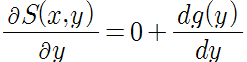 ∂S(x,y)/∂y = 0 + dg(y)/dy